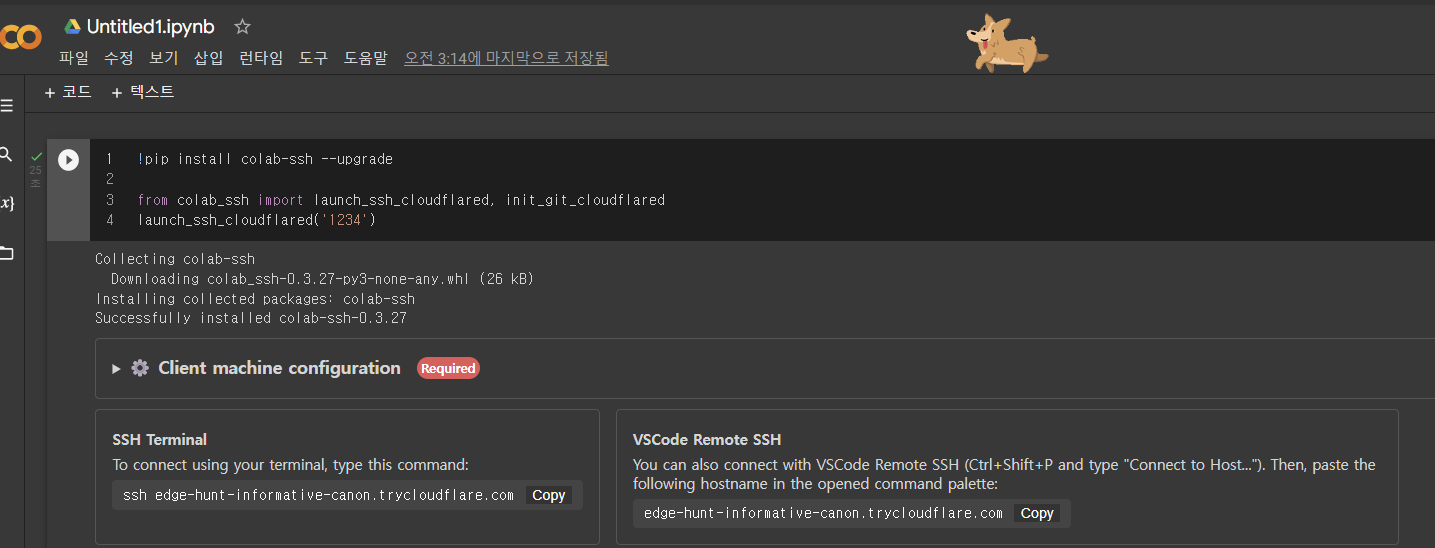 Untitled1.ipynb
파일 수정 보기 삽입 런타임 도구 도움말 오전 3:14에 마지막으로 저장됨
+ 코드 + 텍스트
1 !pip install colab-ssh --upgrade
25
초
2
3 from colab_ssh import launch_ssh_cloudflared, init_git_cloudflared
{x}
4 launch_ssh_cloudflared('1234')
Collecting colab-ssh
Downloading colab_ssh-0.3.27-py3-none-any.whl (26 kB)
Installing collected packages: colab-ssh
Successfully installed colab-ssh-0.3.27
Client machine configuration Required
SSH Terminal
To connect using your terminal, type this command:
ssh edge-hunt-informative-canon.trycloudflare.com Copy
VSCode Remote SSH
You can also connect with VSCode Remote SSH (Ctrl+Shift+P and type "Connect to Host..."). Then, paste the
following hostname in the opened command palette:
edge-hunt-informative-canon.trycloudflare.com Copy